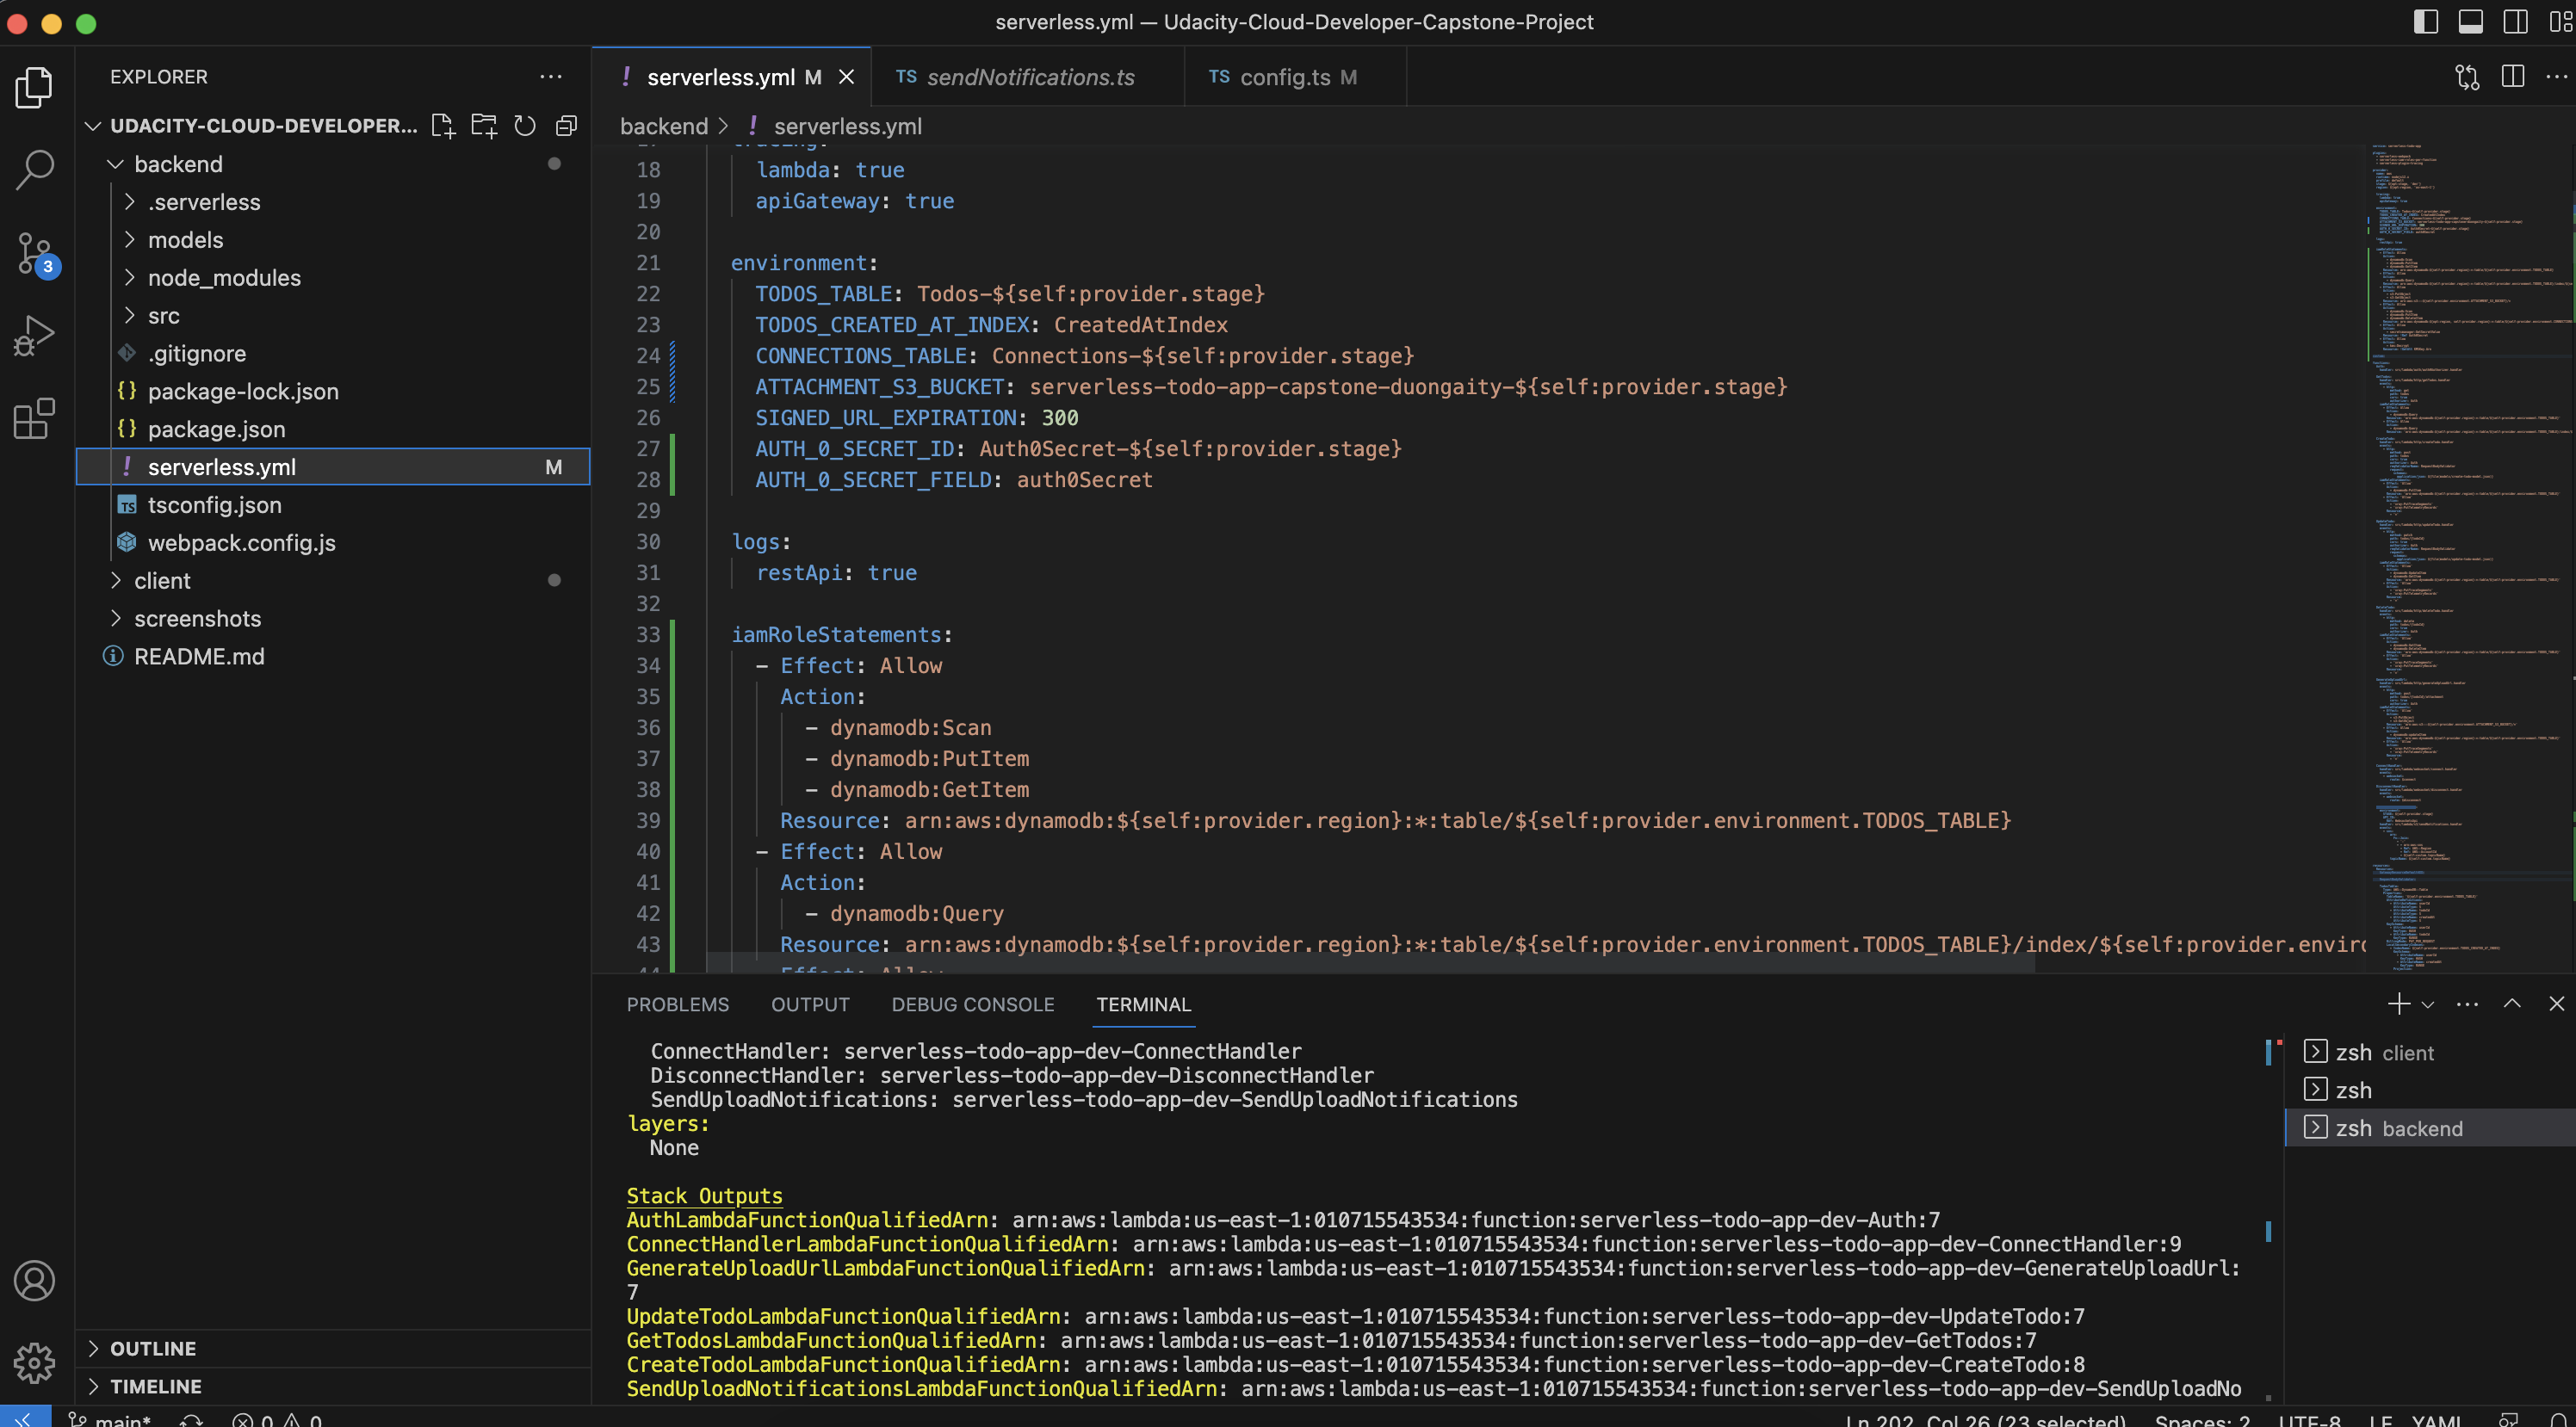 serverless.yml — Udacity-Cloud-Developer-Capstone-Project
EXPLORER
UDACITY-CLOUD-DEVELOPER...
backend
.serverless
models
node_modules
src
.gitignore
package-lock.json
package.json
serverless.yml M
tsconfig.json
webpack.config.js
client
screenshots
README.md
OUTLINE
TIMELINE
3
serverless.yml M
TS sendNotifications.ts
TS config.ts M
backend > ! serverless.yml
18 lambda: true
19 apiGateway: true
20
21 environment:
22 TODOS_TABLE: Todos-${self:provider.stage}
23 TODOS_CREATED_AT_INDEX: CreatedAtIndex
24 CONNECTIONS_TABLE: Connections-${self:provider.stage}
25 ATTACHMENT_S3_BUCKET: serverless-todo-app-capstone-duongaity-${self:provider.stage}
26 SIGNED_URL_EXPIRATION: 300
27 AUTH_0_SECRET_ID: Auth0Secret-${self:provider.stage}
28 AUTH_0_SECRET_FIELD: auth0Secret
29
30 logs:
31 restApi: true
32
33 iamRoleStatements:
34 - Effect: Allow
35 Action:
36 - dynamodb:Scan
37 - dynamodb:PutItem
38 - dynamodb:GetItem
39 Resource: arn:aws:dynamodb:${self:provider.region}:*:table/${self:provider.environment.TODOS_TABLE}
40 - Effect: Allow
41 Action:
42 - dynamodb:Query
43 Resource: arn:aws:dynamodb:${self:provider.region}:*:table/${self:provider.environment.TODOS_TABLE}/index/${self:provider.enviro
44 - Effect: Allow
PROBLEMS OUTPUT DEBUG CONSOLE TERMINAL
ConnectHandler: serverless-todo-app-dev-ConnectHandler
DisconnectHandler: serverless-todo-app-dev-DisconnectHandler
SendUploadNotifications: serverless-todo-app-dev-SendUploadNotifications
layers:
None
Stack Outputs
AuthLambdaFunctionQualifiedArn: arn:aws:lambda:us-east-1:010715543534:function:serverless-todo-app-dev-Auth:7
ConnectHandlerLambdaFunctionQualifiedArn: arn:aws:lambda:us-east-1:010715543534:function:serverless-todo-app-dev-ConnectHandler:9
GenerateUploadUrlLambdaFunctionQualifiedArn: arn:aws:lambda:us-east-1:010715543534:function:serverless-todo-app-dev-GenerateUploadUrl:
7
UpdateTodoLambdaFunctionQualifiedArn: arn:aws:lambda:us-east-1:010715543534:function:serverless-todo-app-dev-UpdateTodo:7
GetTodosLambdaFunctionQualifiedArn: arn:aws:lambda:us-east-1:010715543534:function:serverless-todo-app-dev-GetTodos:7
CreateTodoLambdaFunctionQualifiedArn: arn:aws:lambda:us-east-1:010715543534:function:serverless-todo-app-dev-CreateTodo:8
SendUploadNotificationsLambdaFunctionQualifiedArn: arn:aws:lambda:us-east-1:010715543534:function:serverless-todo-app-dev-SendUploadNo
zsh client
zsh
zsh backend
main* 0 0
Ln 202, Col 26 (23 selected) Spaces: 2 UTF-8 LF YAML